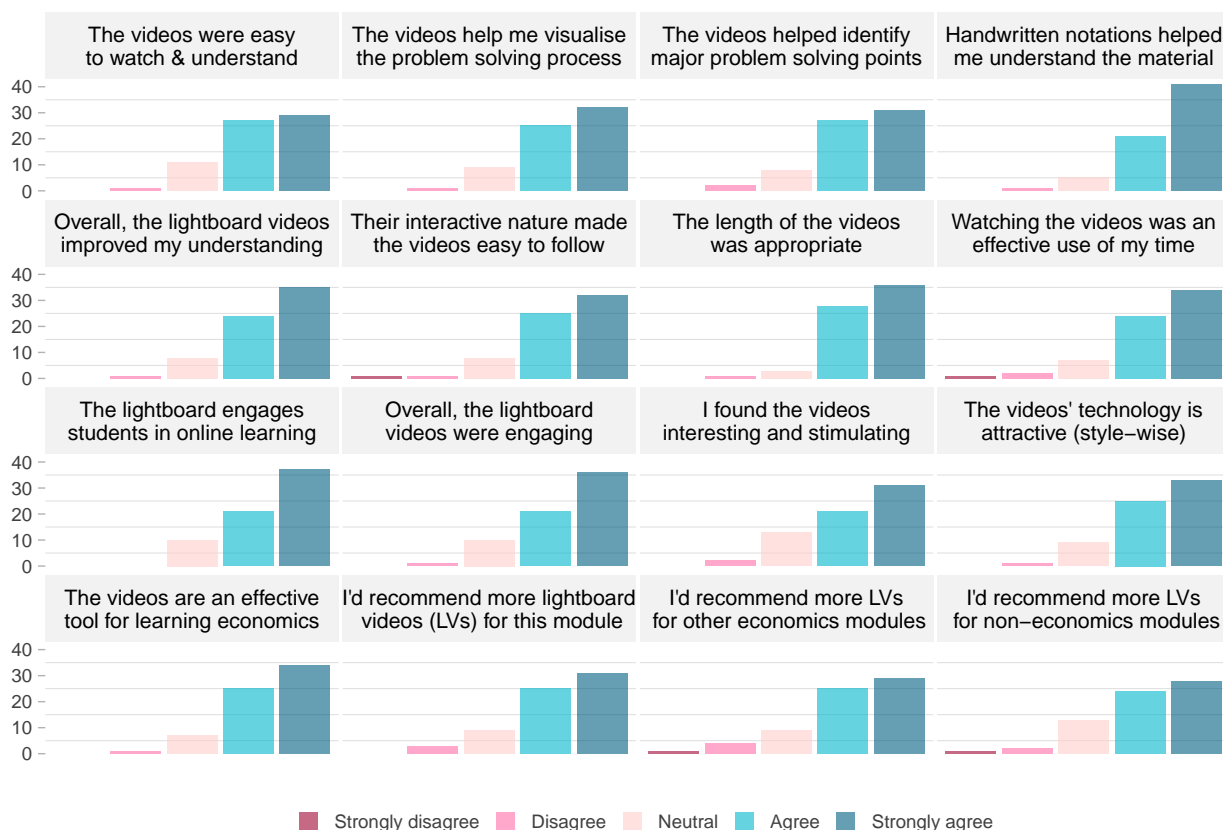 The videos were easy
to watch & understand
The videos help me visualise
the problem solving process
The videos helped identify
major problem solving points
Handwritten notations helped
me understand the material
40
30
20
10
0
Overall, the lightboard videos
improved my understanding
Their interactive nature made
the videos easy to follow
The length of the videos
was appropriate
Watching the videos was an
effective use of my time
40
30
20
10
0
The lightboard engages
students in online learning
Overall, the lightboard
videos were engaging
I found the videos
interesting and stimulating
The videos' technology is
attractive (style−wise)
40
30
20
10
0
The videos are an effective
tool for learning economics
I'd recommend more lightboard
videos (LVs) for this module
I'd recommend more LVs
for other economics modules
I'd recommend more LVs
for non−economics modules
40
30
20
10
0
Strongly disagree Disagree Neutral Agree Strongly agree